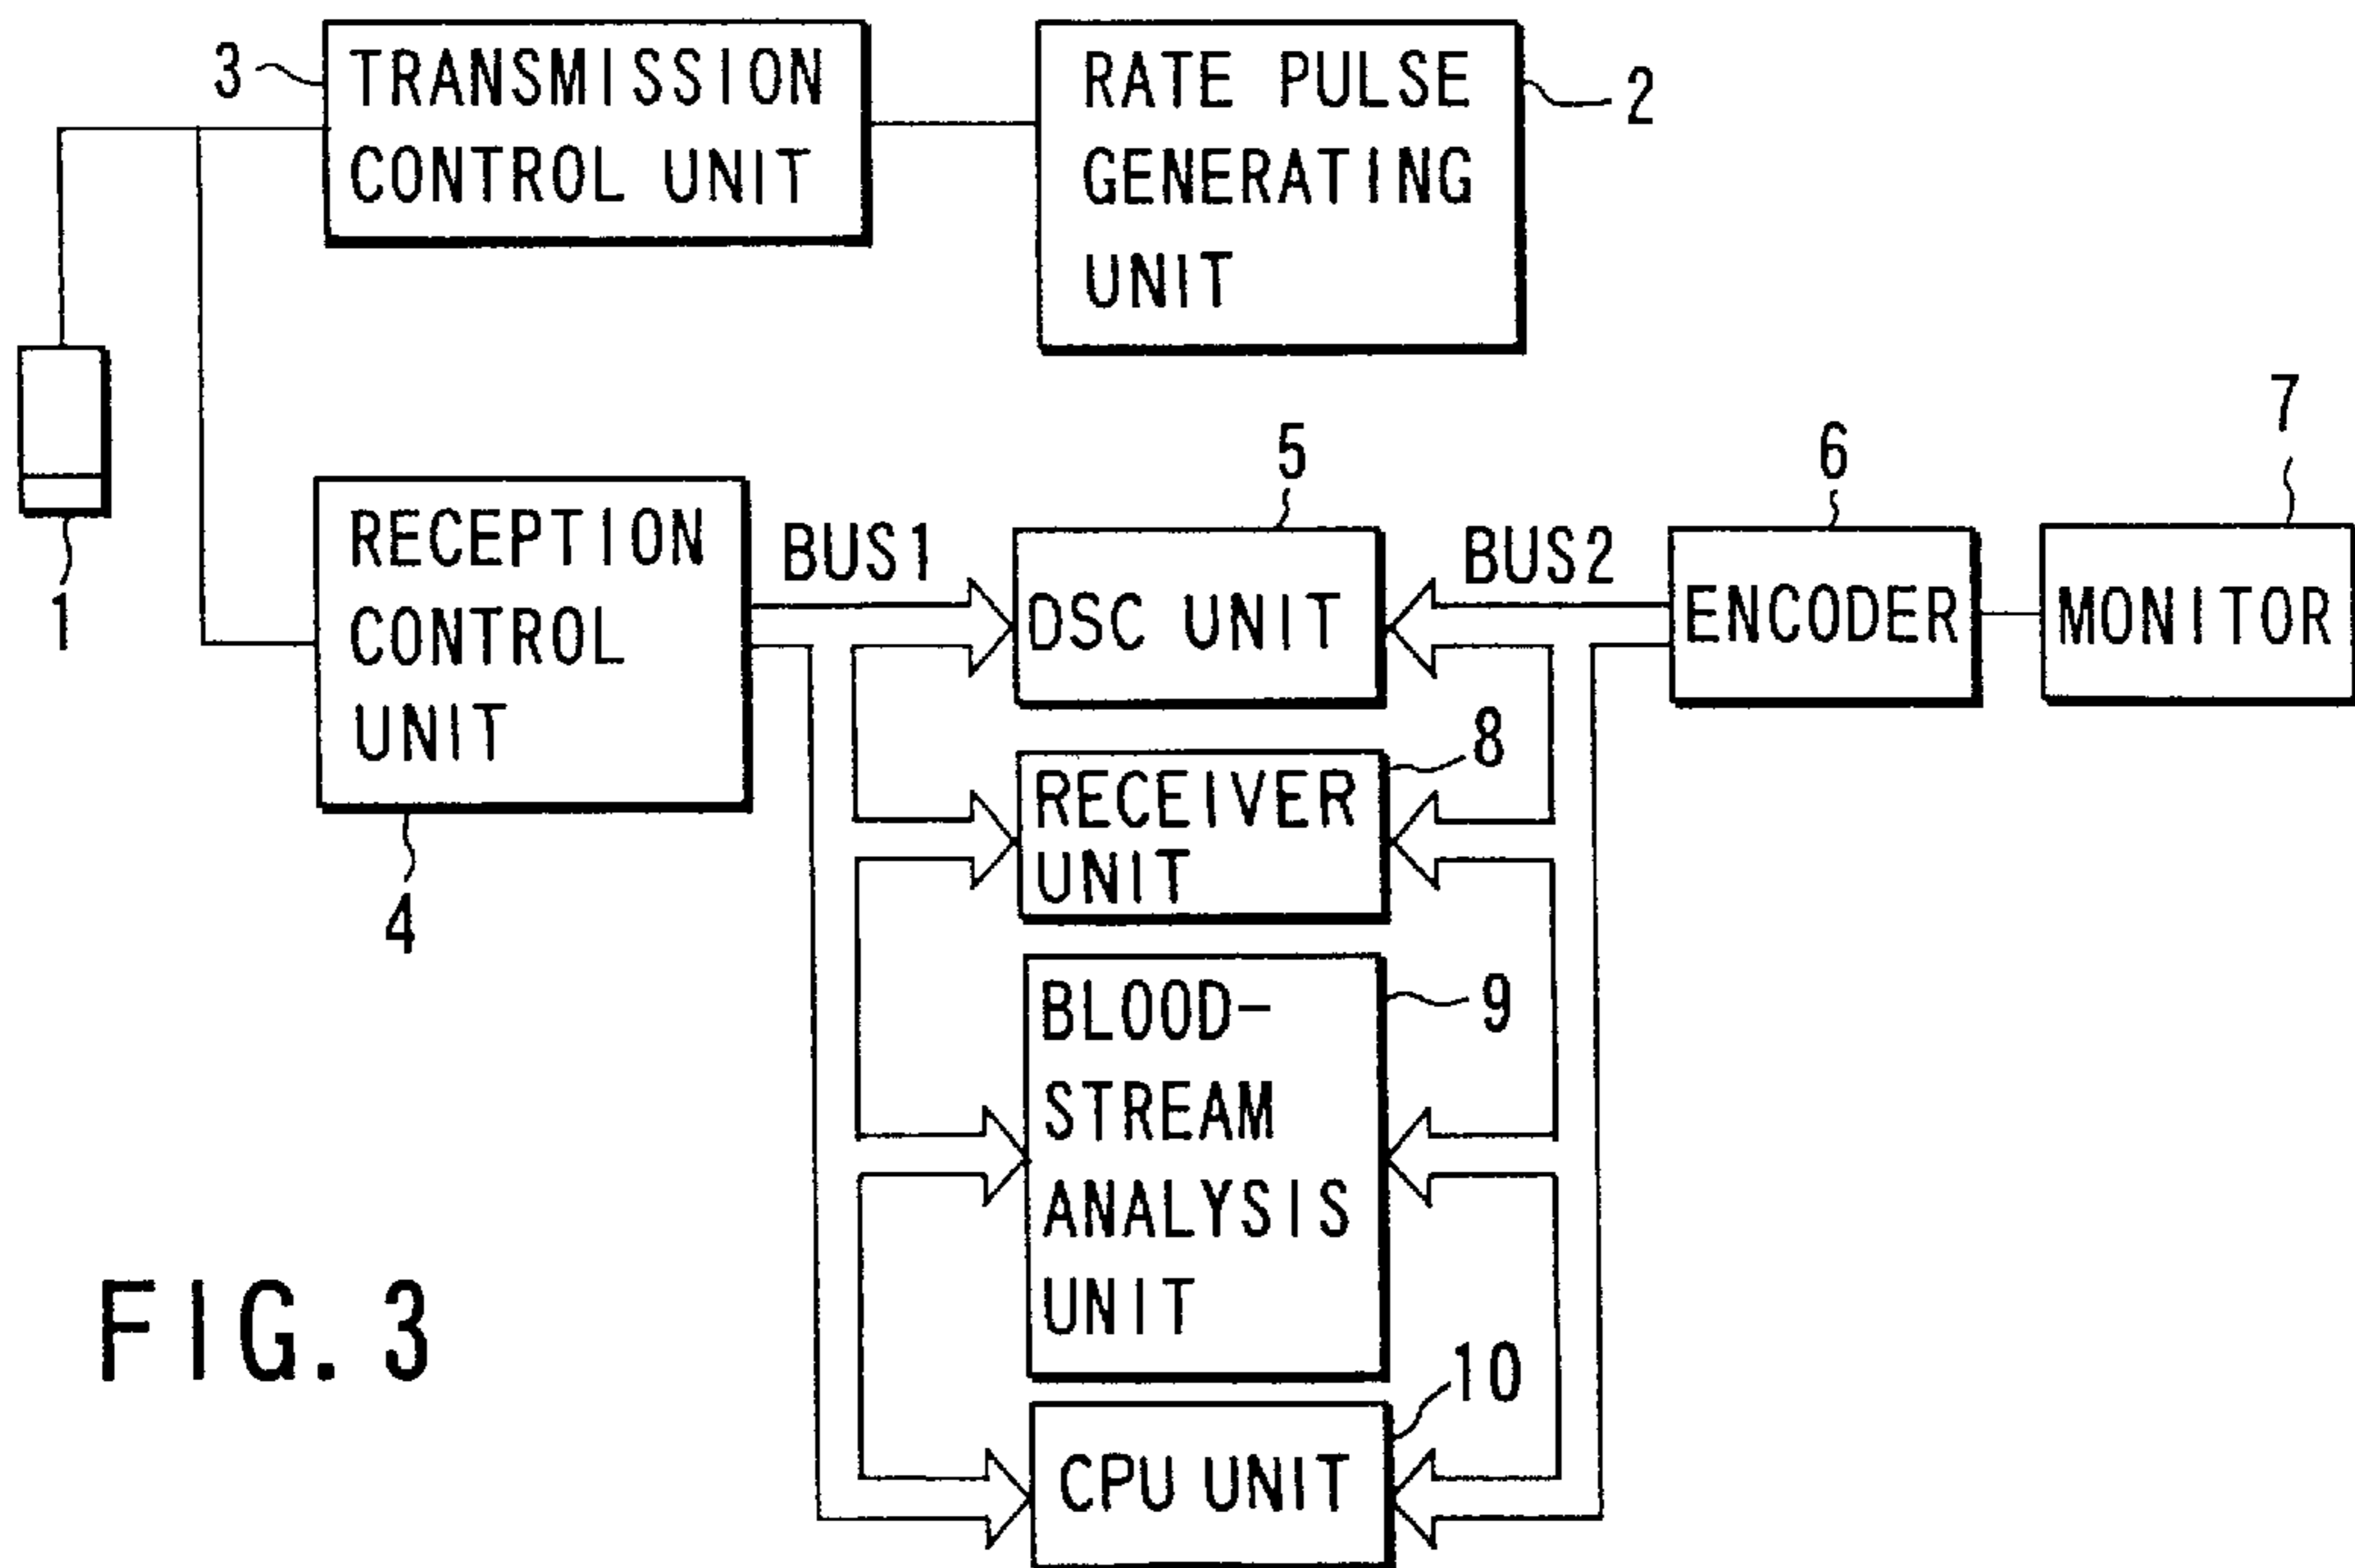 3
TRANSMISSION
CONTROL UNIT
RATE PULSE
GENERATING
UNIT
2
1
RECEPTION
CONTROL
UNIT
4
BUS1
5
DSC UNIT
BUS2
6
ENCODER
7
MONITOR
8
RECEIVER
UNIT
9
BLOOD-
STREAM
ANALYSIS
UNIT
10
CPU UNIT
FIG. 3